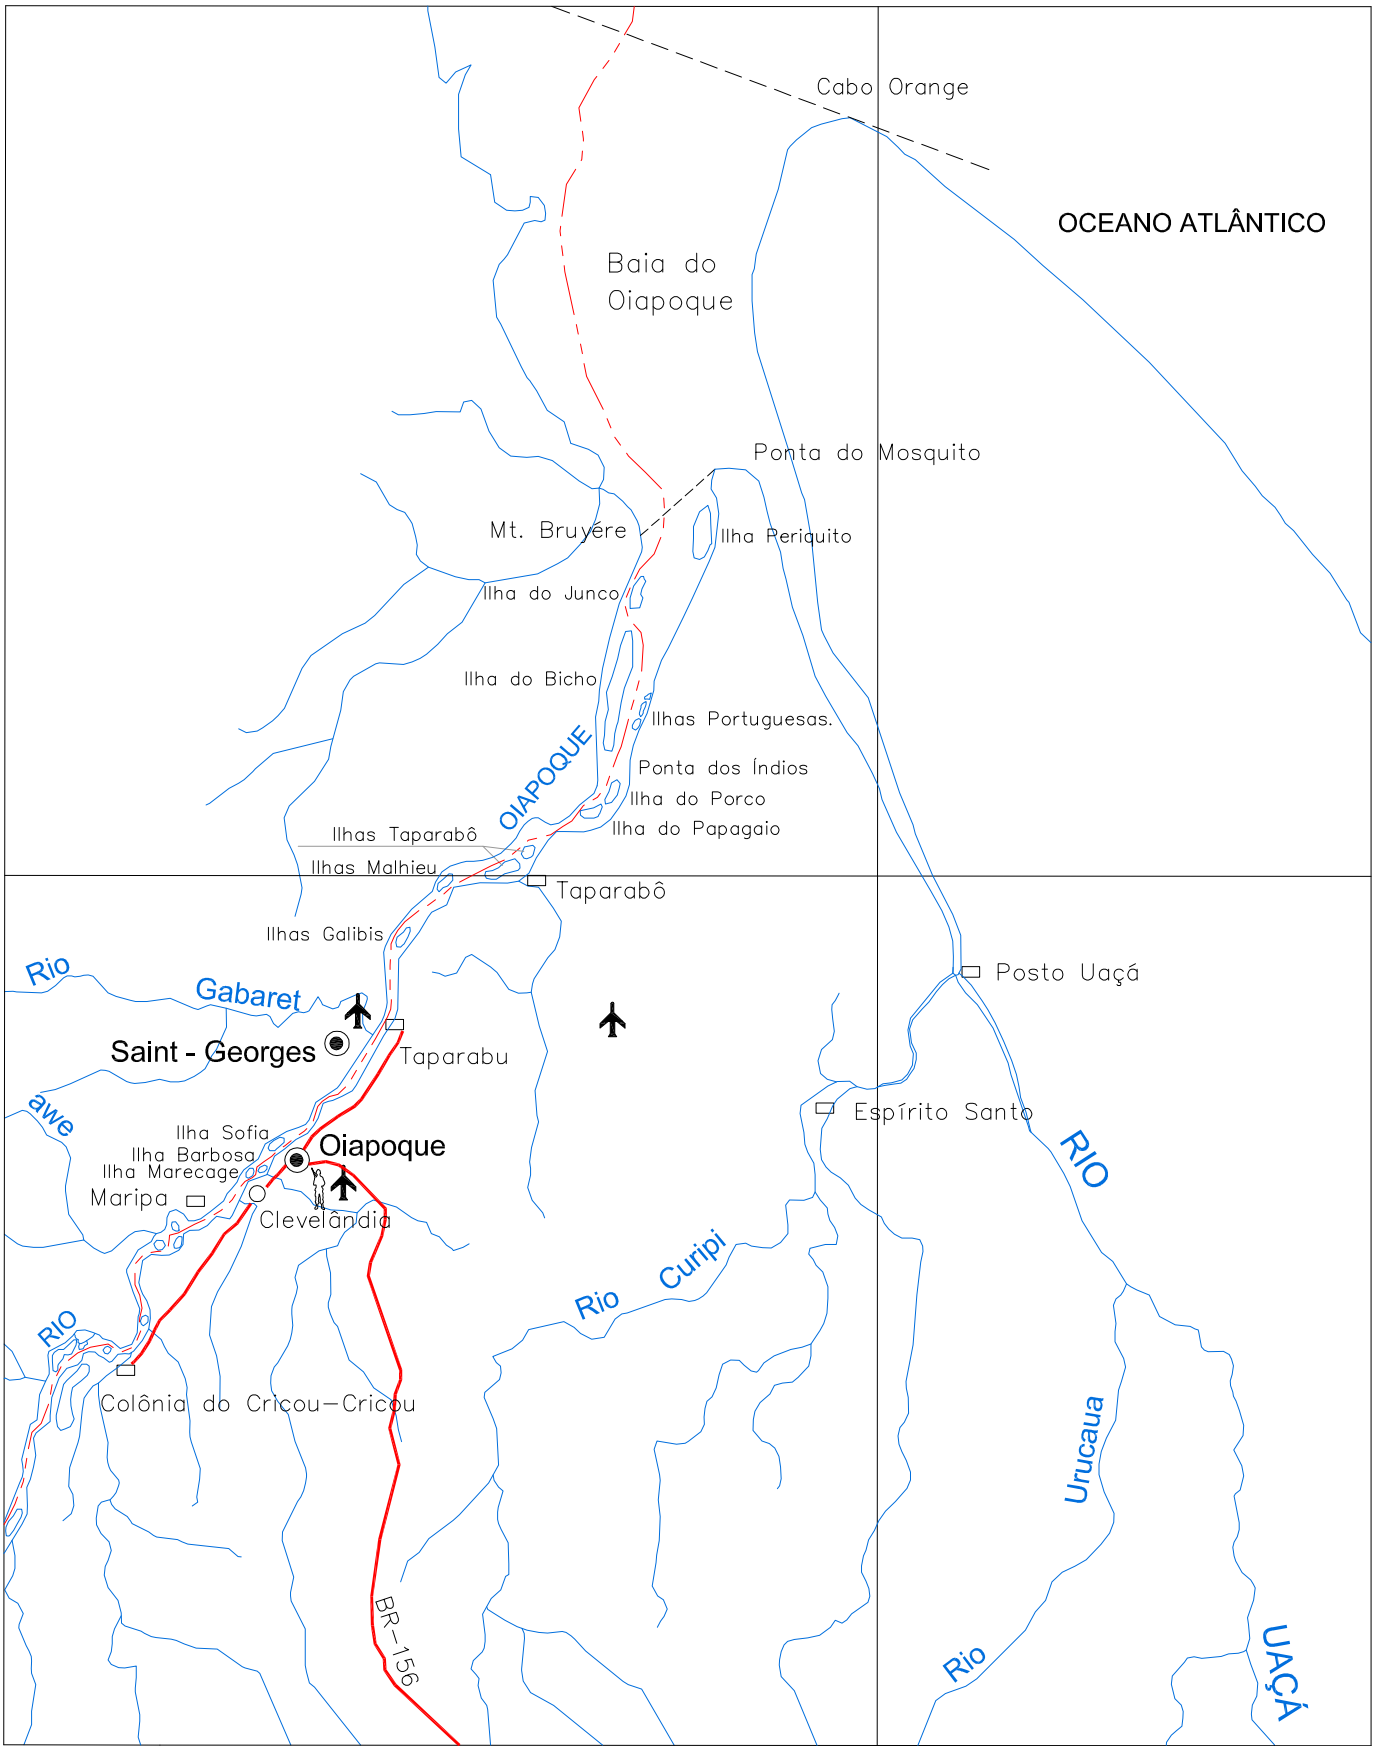 Cabo Orange
OCEANO ATLÂNTICO
Baia do
Oiapoque
Ponta do Mosquito
Mt. Bruyére
Ilha Periquito
Ilha do Junco
Ilha do Bicho
Ilhas Portuguesas.
OIAPOQUE
Ponta dos Índios
Ilha do Porco
Ilha do Papagaio
Ilhas Taparabô
Ilhas Malhieu
Taparabô
Ilhas Galibis
Rio
Gabaret
Posto Uaçá
Saint - Georges
Taparabu
awe
Espírito Santo
Ilha Sofia
Ilha Barbosa
Ilha Marecage
Oiapoque
RIO
Maripa
Clevelândia
Rio Curipi
RIO
Colônia do Cricou-Cricou
Urucaua
BR-156
Rio
UAÇÁ